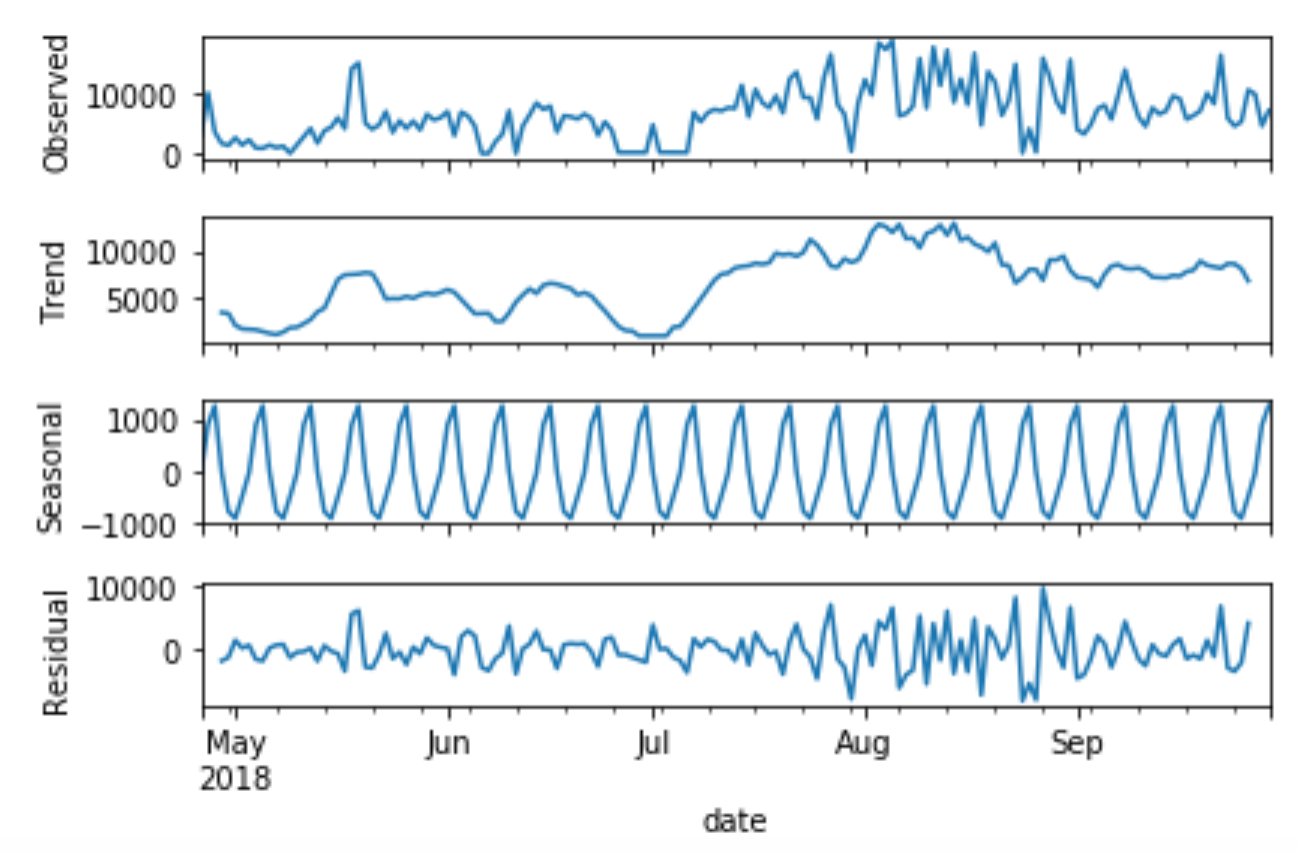 Observed
10000
0
Trend
10000
5000
Seasonal
1000
0
−1000
Residual
10000
0
May Jun Jul Aug Sep
2018
date